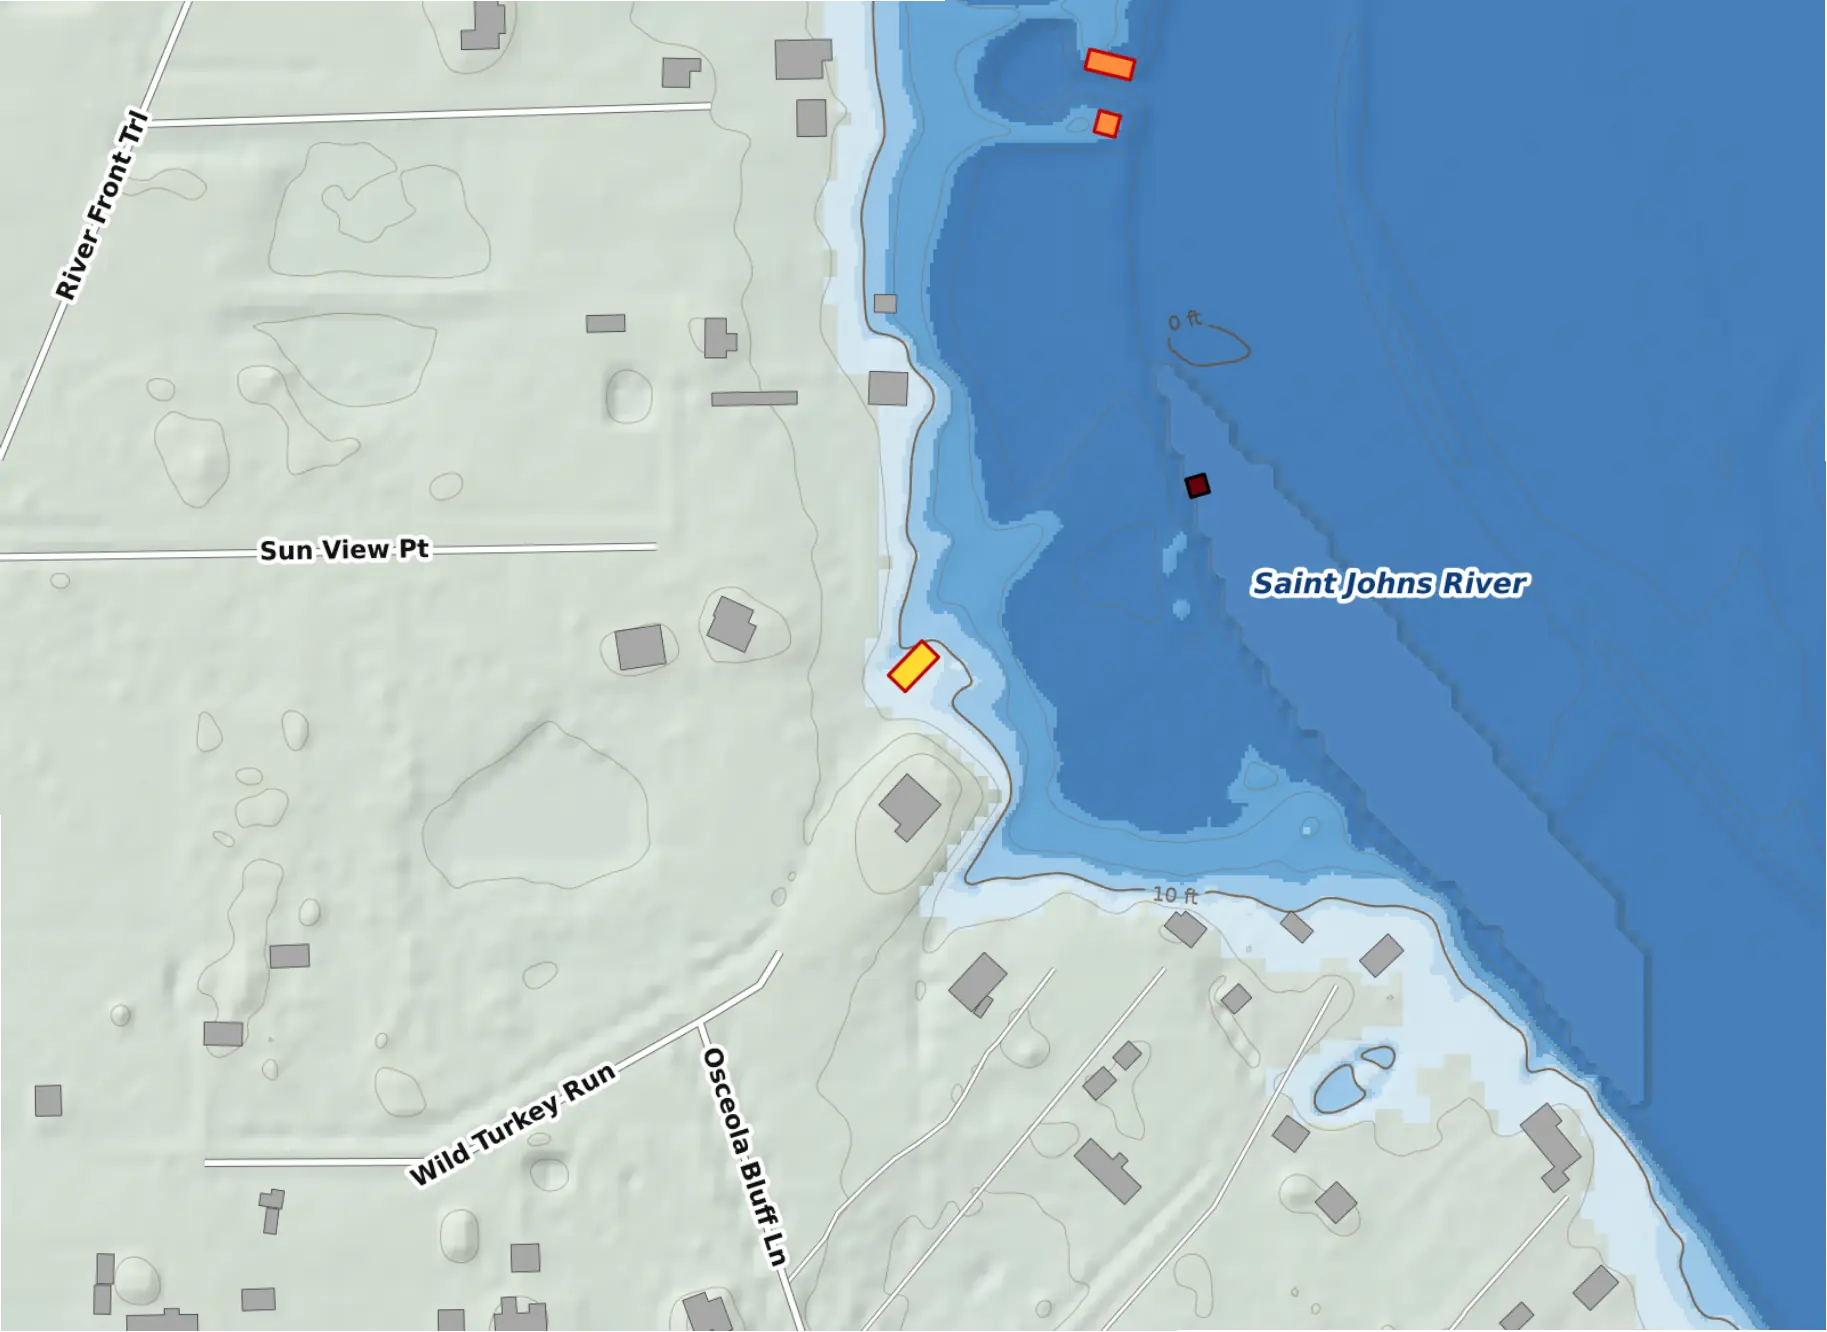 River Front Trl
0 ft
Sun View Pt
Saint Johns River
10 ft
Wild Turkey Run
Osceola Bluff Ln